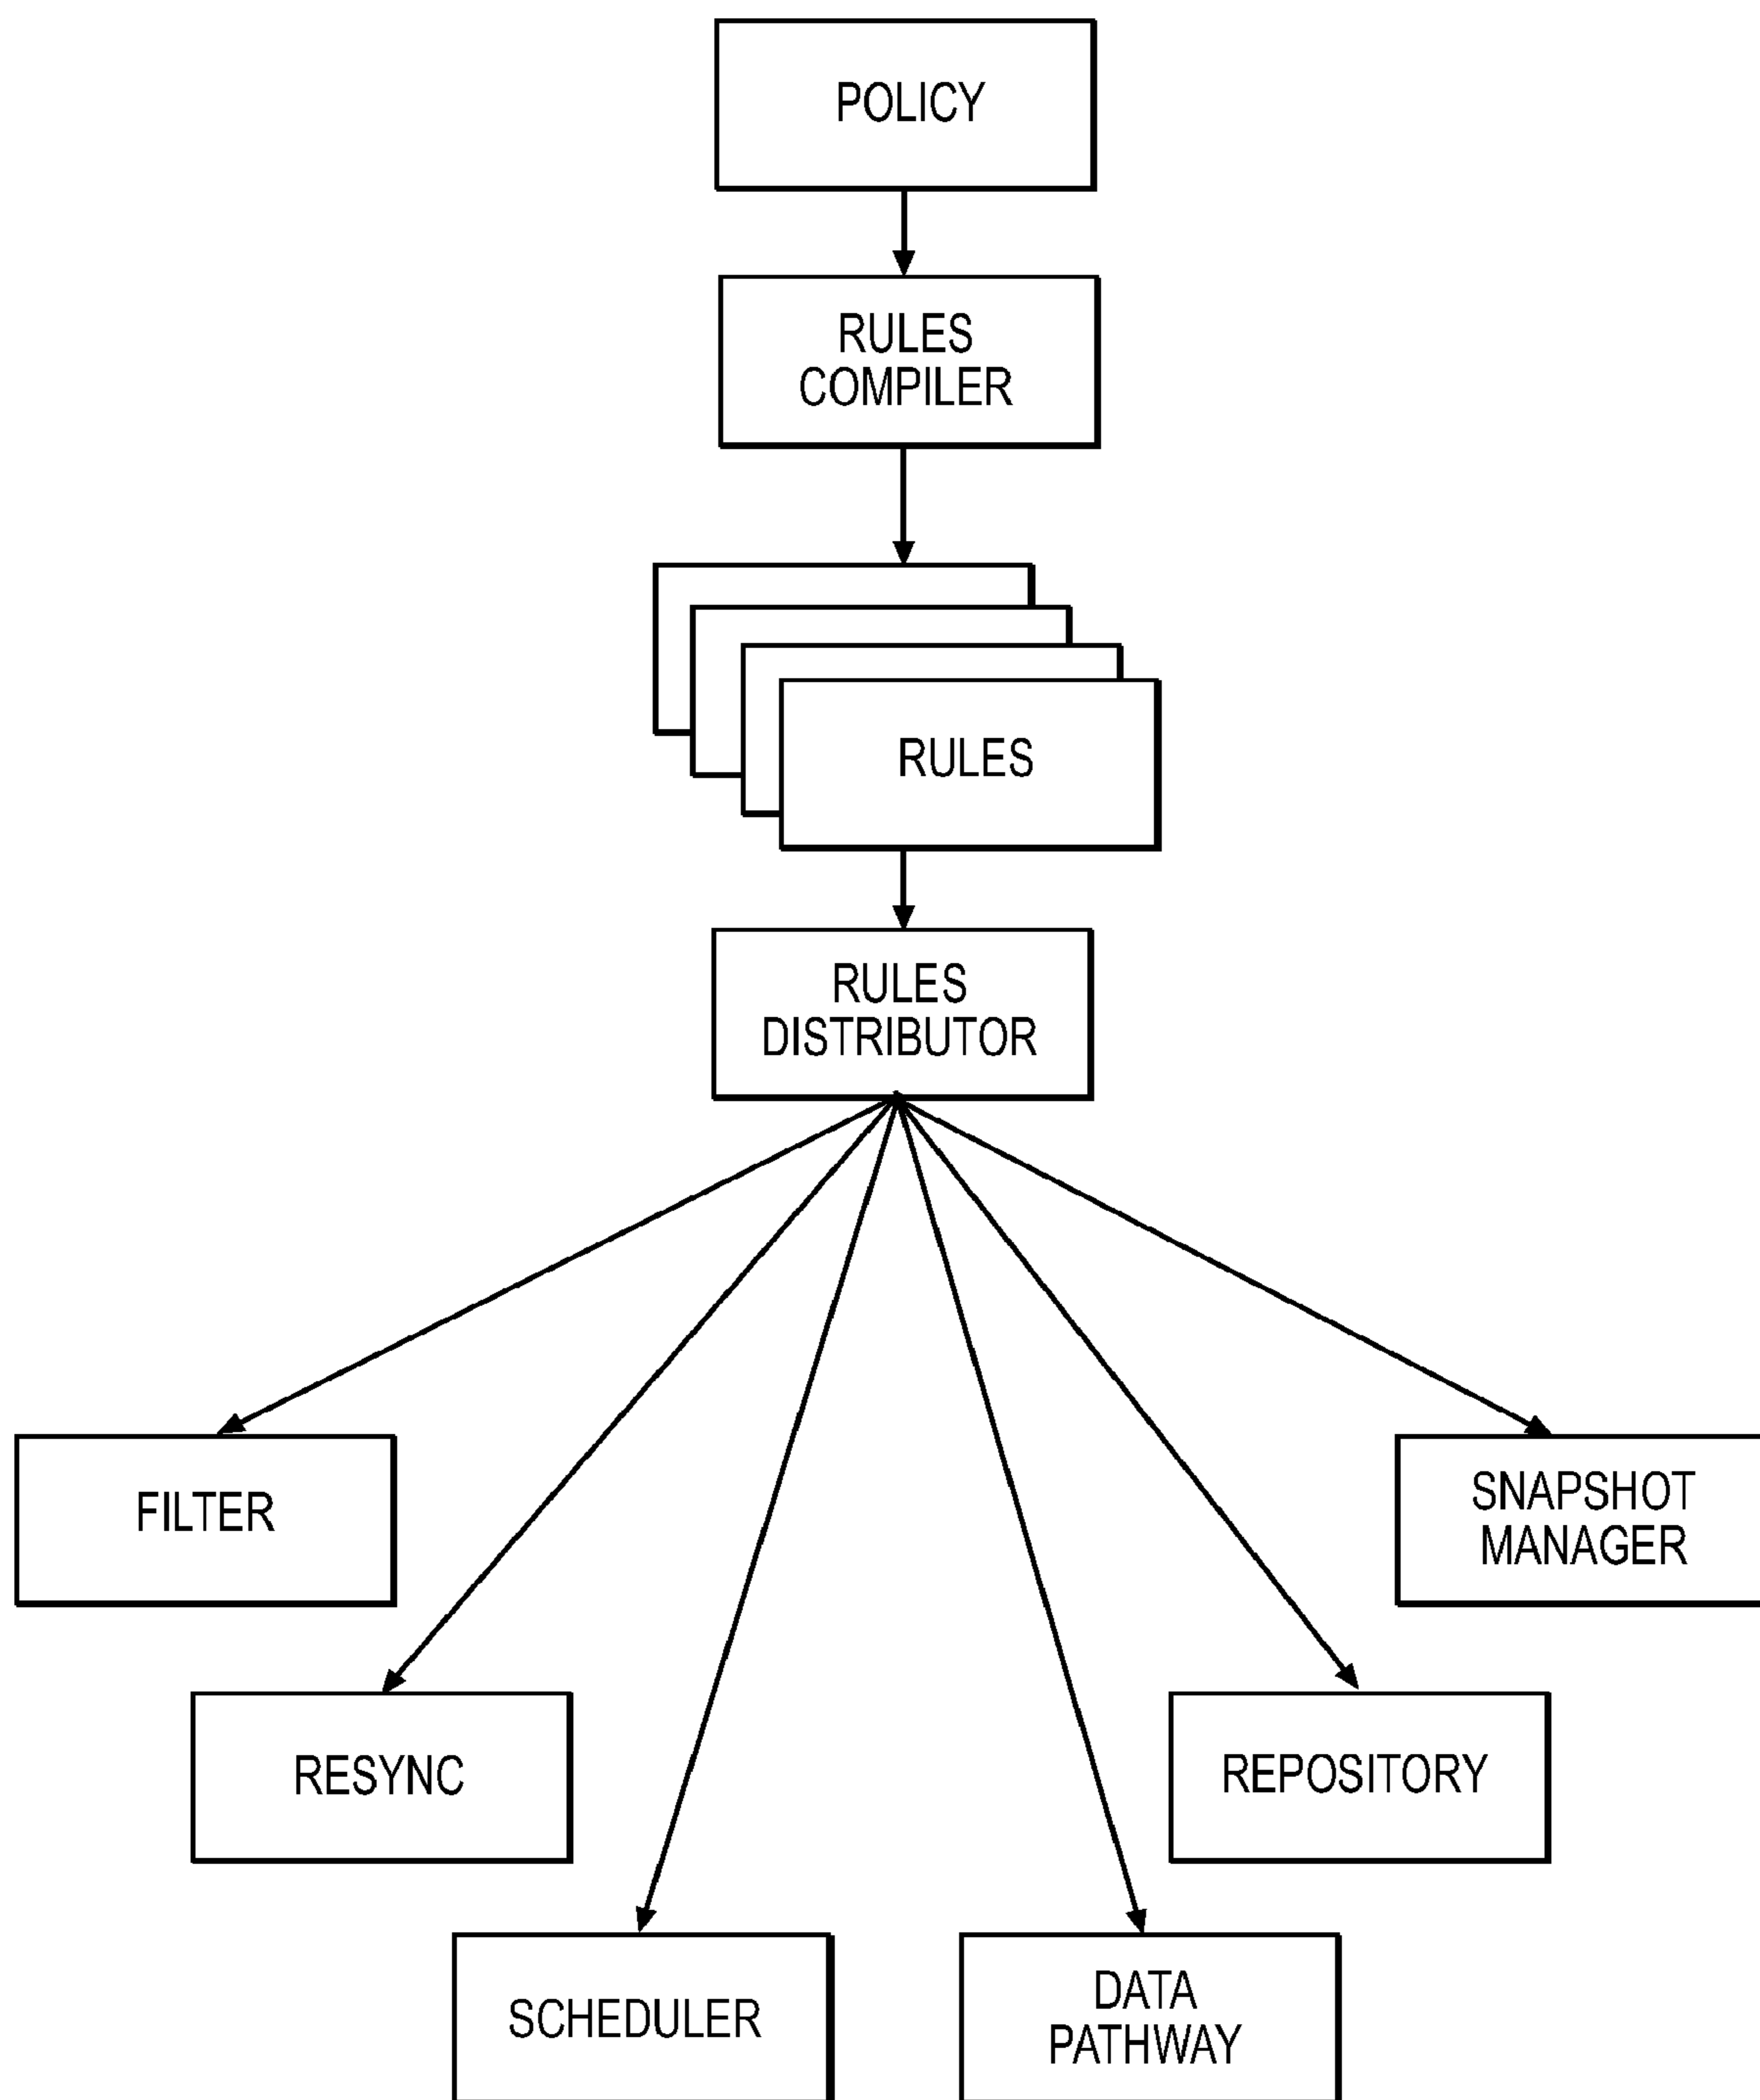 POLICY
RULES
COMPILER
RULES
RULES
DISTRIBUTOR
FILTER
SNAPSHOT
MANAGER
RESYNC
REPOSITORY
SCHEDULER
DATA
PATHWAY